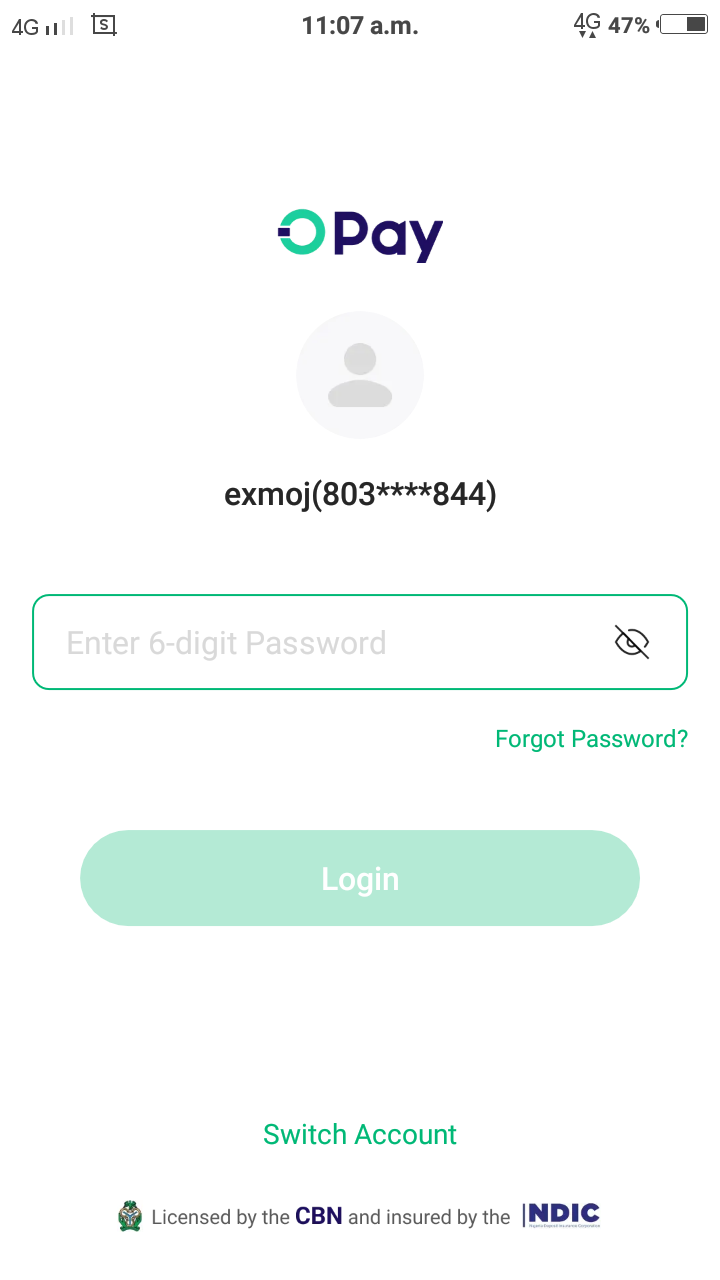 4G S 11:07 a.m. 4G 47%
OPay
exmoj(803****844)
Enter 6-digit Password
Forgot Password?
Login
Switch Account
Licensed by the CBN and insured by the NDIC